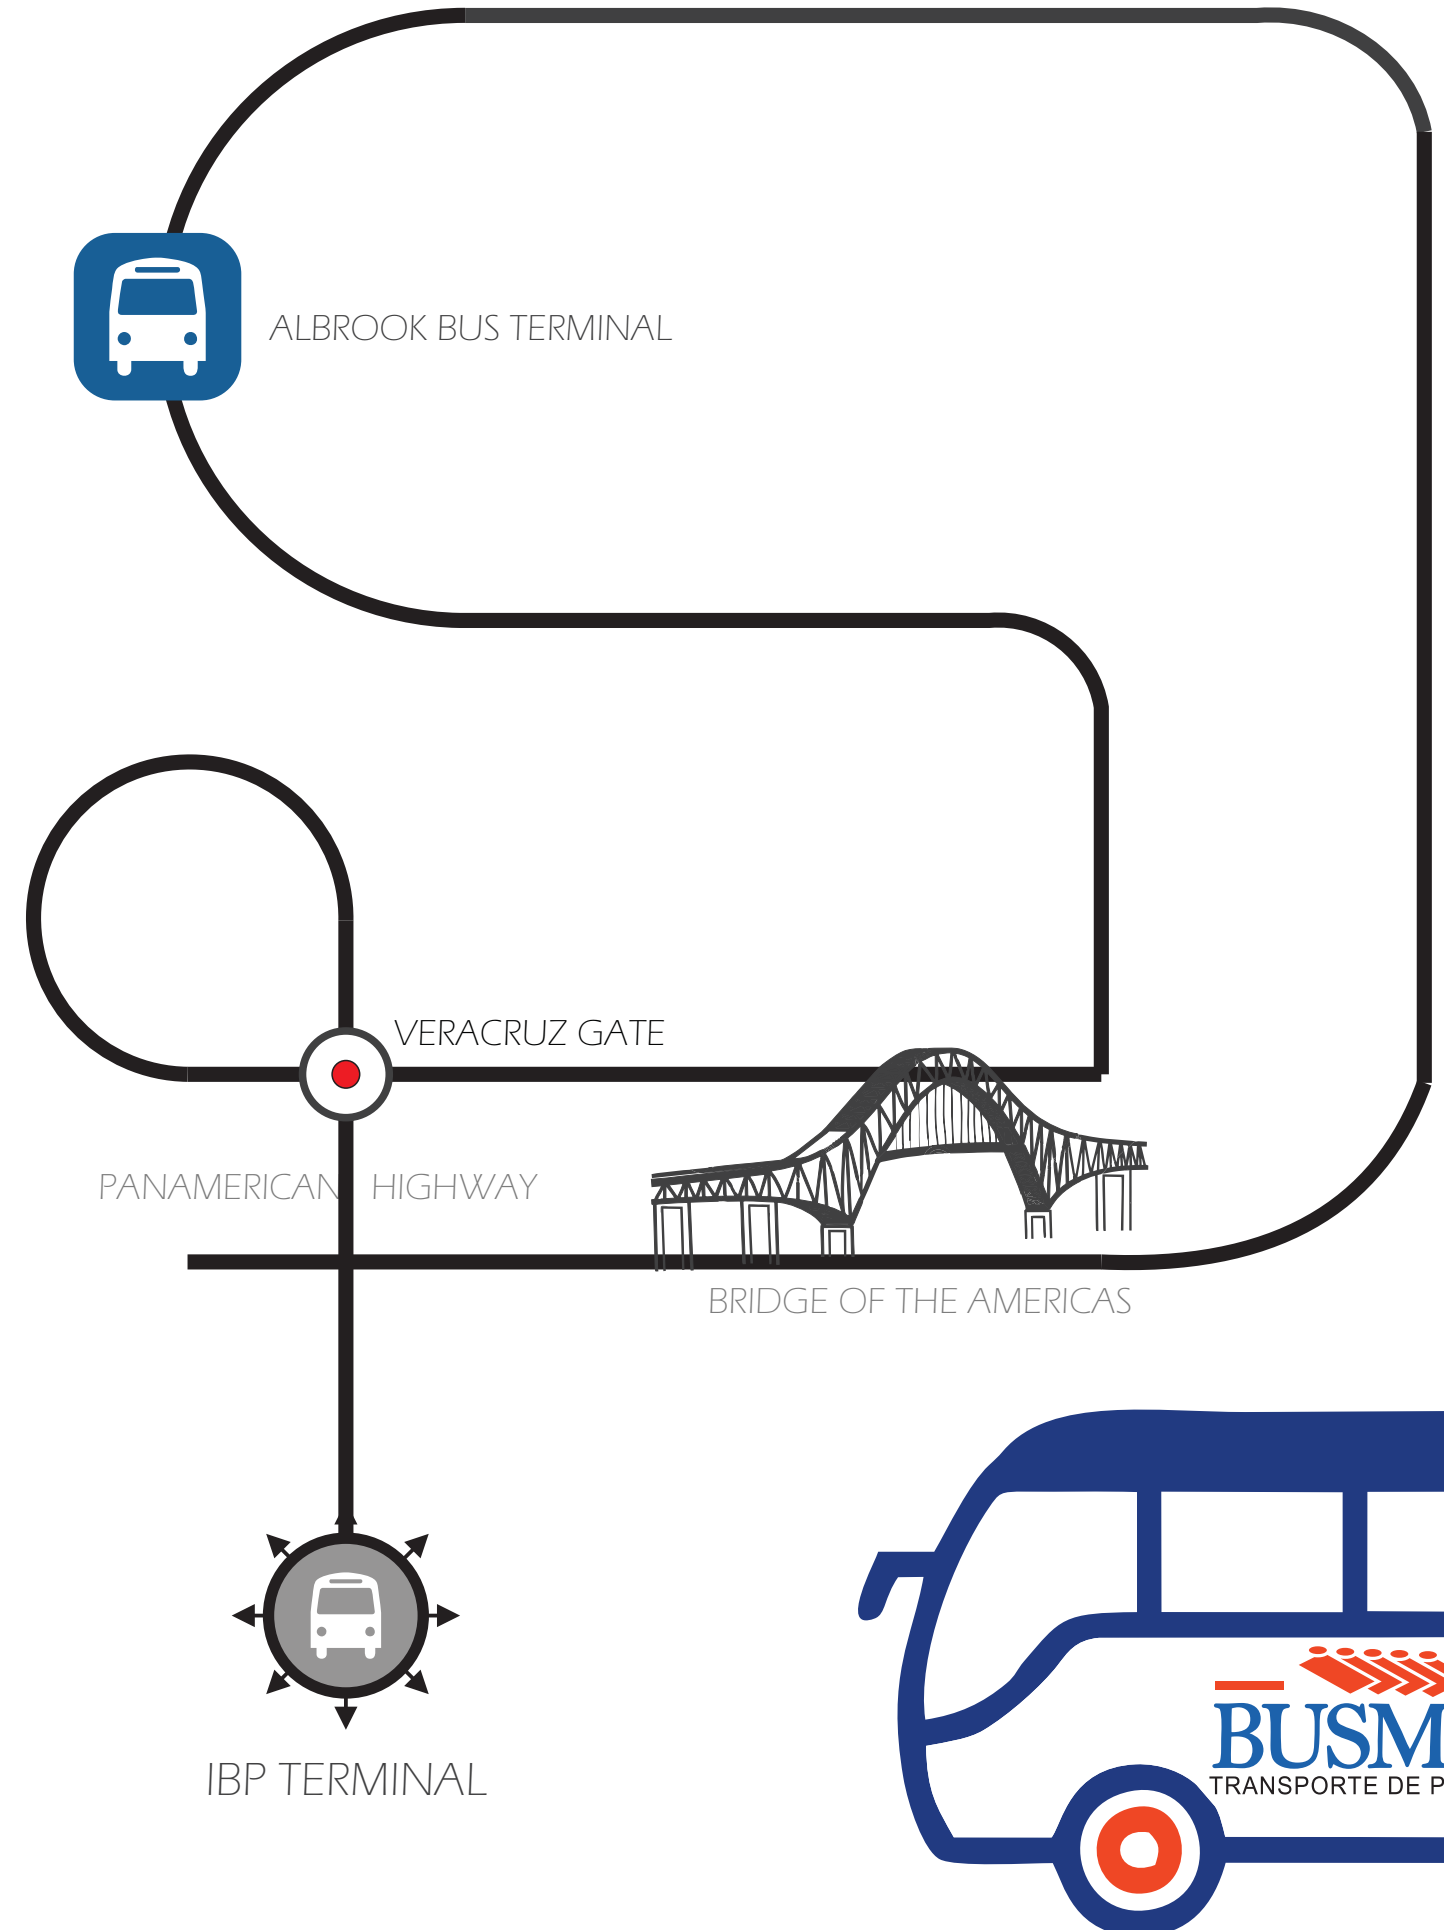 ALBROOK BUS TERMINAL
VERACRUZ GATE
PANAMERICAN HIGHWAY
BRIDGE OF THE AMERICAS
IBP TERMINAL
BUSM
TRANSPORTE DE P